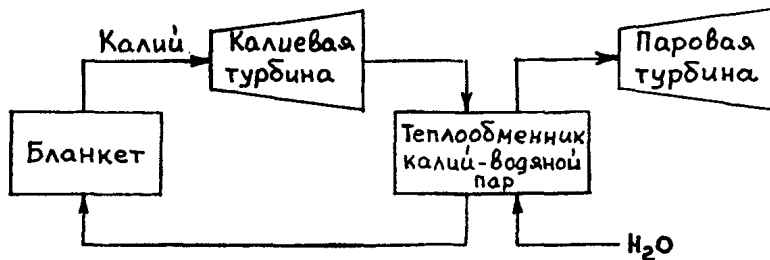 Калий
Калиевая
турбина
Паровая
турбина
Бланкет
Теплообменник
калий-водяной
пар
H₂O